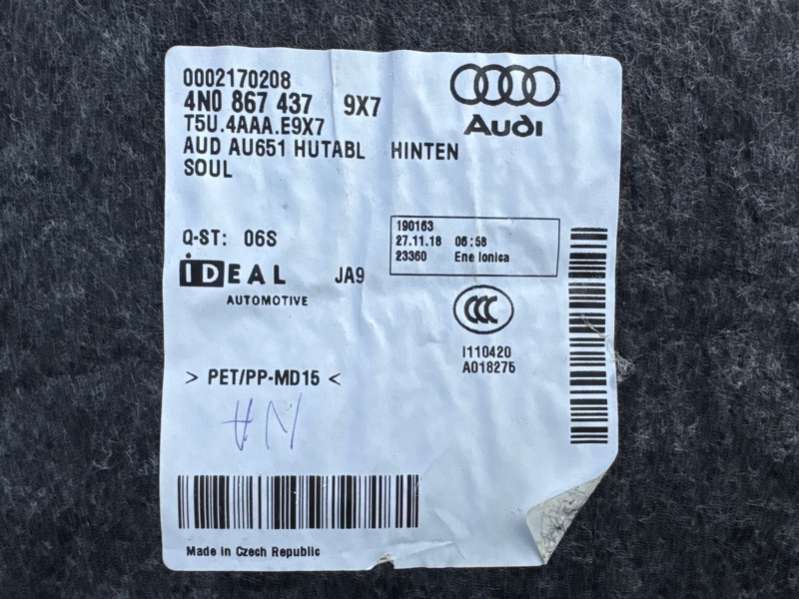 0002170208
4N0 867 437 9X7
T5U.4AAA.E9X7
AUD AU651 HUTABL HINTEN
SOUL
Audi
Q-ST: 06S
190163
27.11.18 06:58
23360 Ene Ionica
iDEAL JA9
AUTOMOTIVE
CCC
I110420
A018275
> PET/PP-MD15 <
Made in Czech Republic